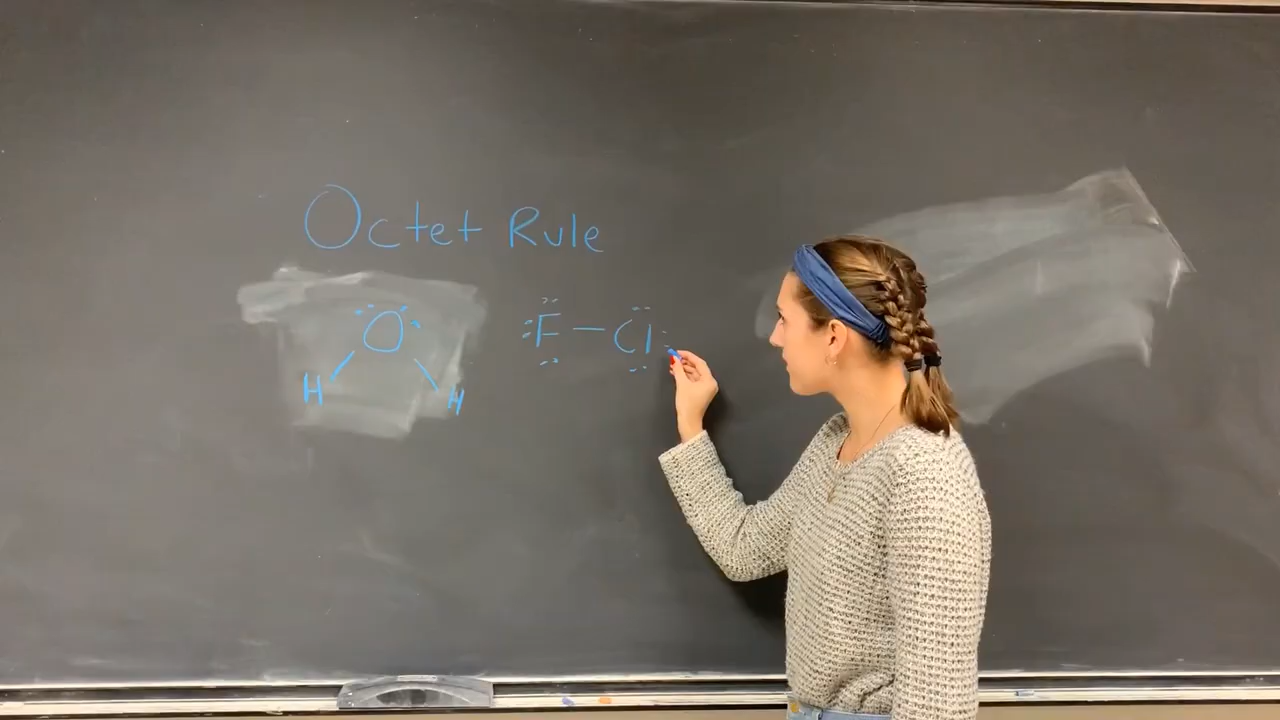 Octet Rule
O F — Cl
H H